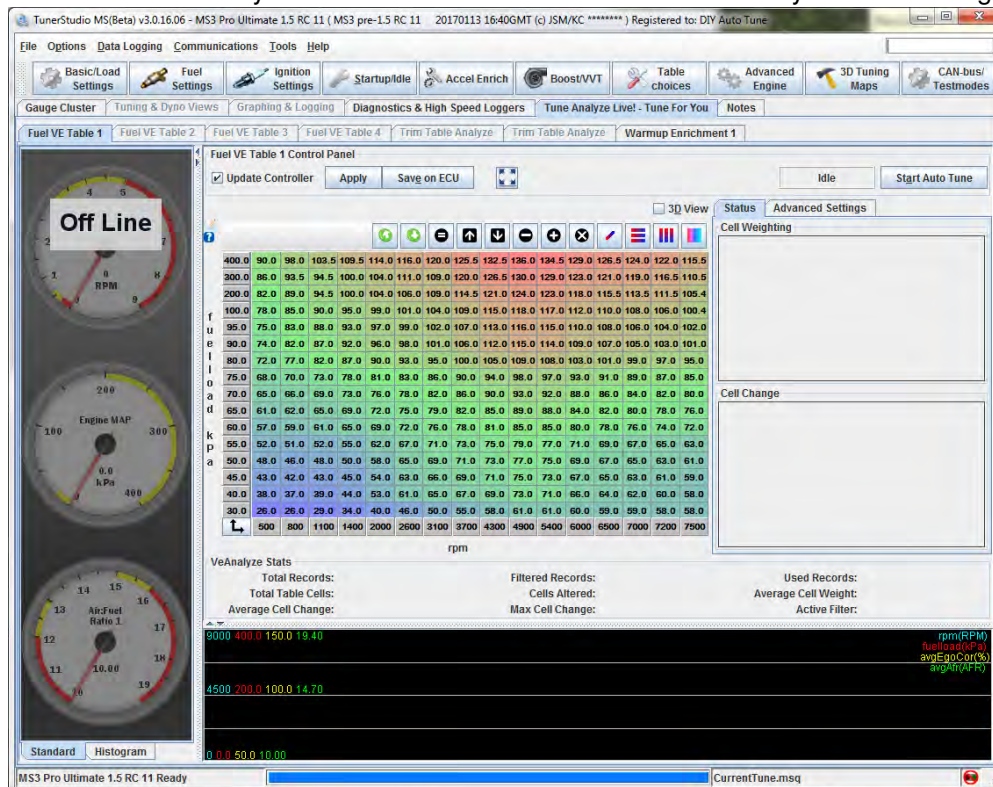 TunerStudio MS(Beta) v3.0.16.06 - MS3 Pro Ultimate 1.5 RC 11 ( MS3 pre-1.5 RC 11 20170113 16:40GMT (c) JSM/KC ******** ) Registered to: DIY Auto Tune
File Options Data Logging Communications Tools Help
Basic/Load Settings Fuel Settings Ignition Settings Startup/Idle Accel Enrich Boost/VVT Table choices Advanced Engine 3D Tuning Maps CAN-bus/ Testmodes
Gauge Cluster Tuning & Dyno Views Graphing & Logging Diagnostics & High Speed Loggers Tune Analyze Live! - Tune For You Notes
Fuel VE Table 1 Fuel VE Table 2 Fuel VE Table 3 Fuel VE Table 4 Trim Table Analyze Trim Table Analyze Warmup Enrichment 1
Fuel VE Table 1 Control Panel
Update Controller Apply Save on ECU Idle Start Auto Tune
3D View Status Advanced Settings
Cell Weighting
400.0 90.0 98.0 103.5 109.5 114.0 116.0 120.0 125.5 132.5 136.0 134.5 129.0 126.5 124.0 122.0 115.5
300.0 86.0 93.5 94.5 100.0 104.0 111.0 109.0 120.0 126.5 130.0 129.0 123.0 121.0 119.0 116.5 110.5
200.0 82.0 89.0 94.5 100.0 104.0 106.0 109.0 114.5 121.0 124.0 123.0 118.0 115.5 113.5 111.5 105.4
100.0 78.0 85.0 90.0 95.0 99.0 101.0 104.0 109.0 115.0 118.0 117.0 112.0 110.0 108.0 106.0 100.4
95.0 75.0 83.0 88.0 93.0 97.0 99.0 102.0 107.0 113.0 116.0 115.0 110.0 108.0 106.0 104.0 102.0
90.0 74.0 82.0 87.0 92.0 96.0 98.0 101.0 106.0 112.0 115.0 114.0 109.0 107.0 105.0 103.0 101.0
80.0 72.0 77.0 82.0 87.0 90.0 93.0 95.0 100.0 105.0 109.0 108.0 103.0 101.0 99.0 97.0 95.0
75.0 68.0 70.0 73.0 78.0 81.0 83.0 86.0 90.0 94.0 98.0 97.0 93.0 91.0 89.0 87.0 85.0
70.0 65.0 66.0 69.0 73.0 76.0 78.0 82.0 86.0 90.0 93.0 92.0 88.0 86.0 84.0 82.0 80.0
65.0 61.0 62.0 65.0 69.0 72.0 75.0 79.0 82.0 85.0 89.0 88.0 84.0 82.0 80.0 78.0 76.0
60.0 57.0 59.0 61.0 65.0 69.0 72.0 76.0 78.0 81.0 85.0 85.0 80.0 78.0 76.0 74.0 72.0
55.0 52.0 51.0 52.0 55.0 62.0 67.0 71.0 73.0 75.0 79.0 77.0 71.0 69.0 67.0 65.0 63.0
50.0 48.0 46.0 48.0 50.0 58.0 65.0 69.0 71.0 73.0 77.0 75.0 69.0 67.0 65.0 63.0 61.0
45.0 43.0 42.0 43.0 45.0 54.0 63.0 66.0 69.0 71.0 75.0 73.0 67.0 65.0 63.0 61.0 59.0
40.0 38.0 37.0 39.0 44.0 53.0 61.0 65.0 67.0 69.0 73.0 71.0 66.0 64.0 62.0 60.0 58.0
30.0 26.0 26.0 29.0 34.0 40.0 46.0 50.0 55.0 58.0 61.0 61.0 60.0 59.0 59.0 58.0 58.0
500 800 1100 1400 2000 2600 3100 3700 4300 4900 5400 6000 6500 7000 7200 7500
fuelload kPa
rpm
Cell Change
Off Line
4 5 7 1 8 9
0
RPM
200
100 300 400
Engine MAP
0.0
kPa
10 11 12 13 14 15 16 17 18 19
Air:Fuel
Ratio 1
10.00
VeAnalyze Stats
Total Records: Filtered Records: Used Records:
Total Table Cells: Cells Altered: Average Cell Weight:
Average Cell Change: Max Cell Change: Active Filter:
9000 400.0 150.0 19.40 rpm(RPM)
fuelload(kPa)
avgEgoCor(%)
avgAfr(AFR)
4500 200.0 100.0 14.70
0 0.0 50.0 10.00
Standard Histogram
MS3 Pro Ultimate 1.5 RC 11 Ready CurrentTune.msq